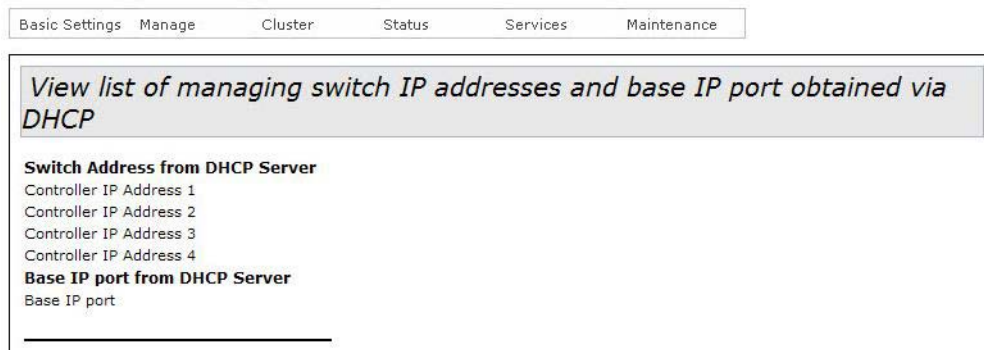 Basic Settings Manage Cluster Status Services Maintenance
View list of managing switch IP addresses and base IP port obtained via
DHCP
Switch Address from DHCP Server
Controller IP Address 1
Controller IP Address 2
Controller IP Address 3
Controller IP Address 4
Base IP port from DHCP Server
Base IP port